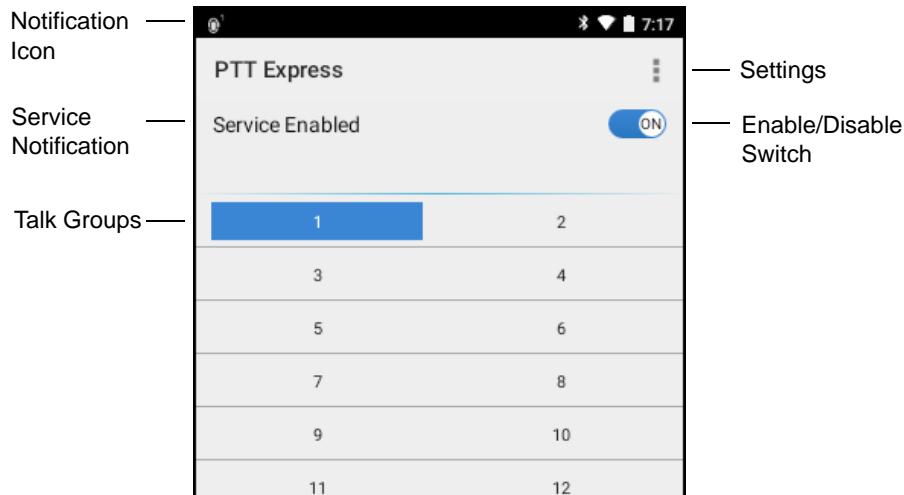 Notification
Icon
1
7:17
PTT Express
Settings
Service
Notification
Service Enabled
ON
Enable/Disable
Switch
Talk Groups
1 2
3 4
5 6
7 8
9 10
11 12